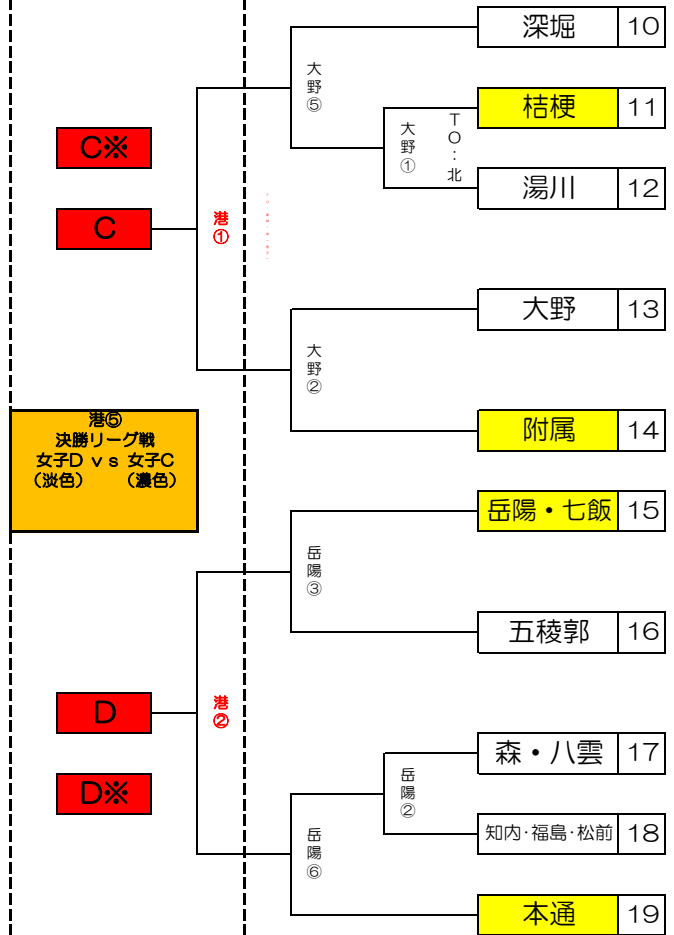 深堀 10
大野⑤
桔梗 11
大野①
TO:北
湯川 12
C※
C
港①
大野 13
大野②
附属 14
港⑤
決勝リーグ戦
女子D vs 女子C
(淡色) (濃色)
岳陽・七飯 15
岳陽③
五稜郭 16
D
港②
D※
森・八雲 17
岳陽②
知内・福島・松前 18
岳陽⑥
本通 19